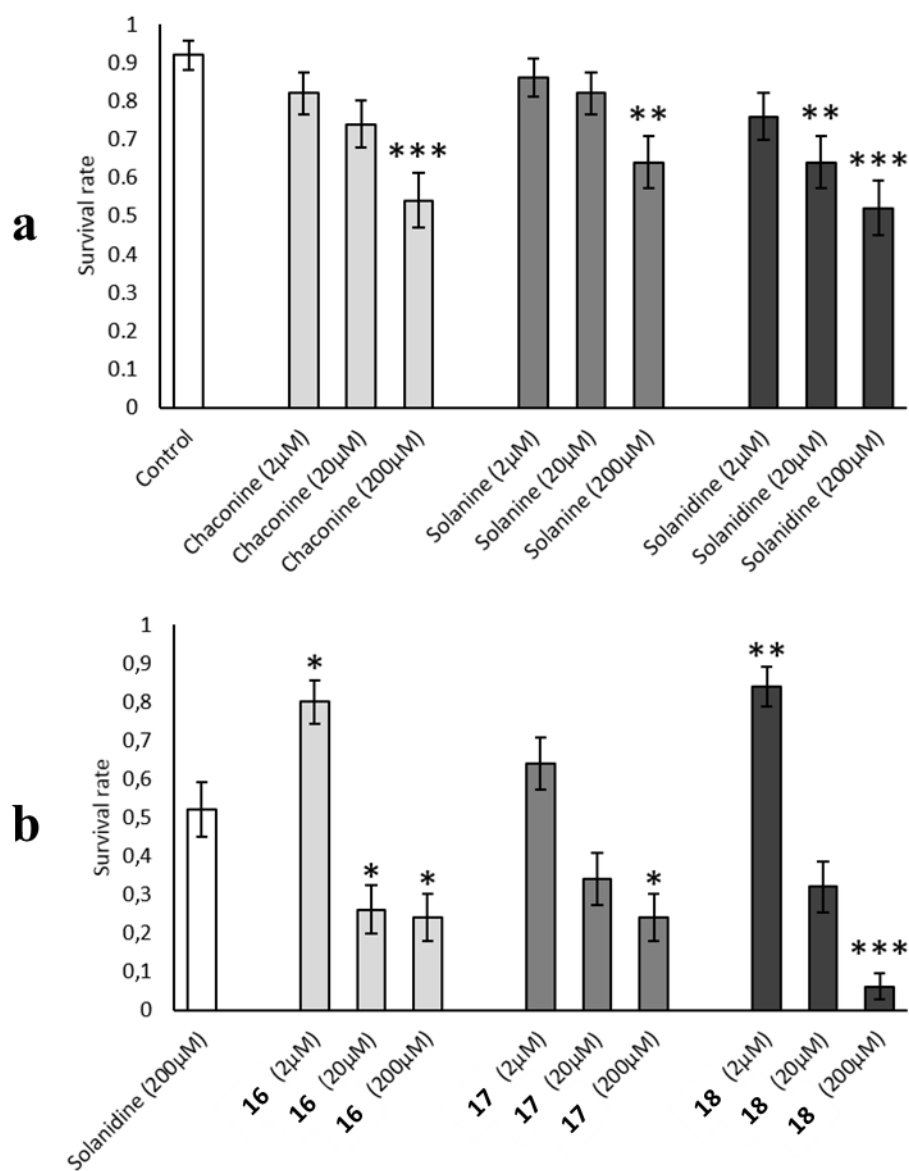 a
Survival rate
1
0.9
0.8
0.7
0.6
0.5
0.4
0.3
0.2
0.1
0
***
**
**
***
Control
Chaconine (2µM)
Chaconine (20µM)
Chaconine (200µM)
Solanine (2µM)
Solanine (20µM)
Solanine (200µM)
Solanidine (2µM)
Solanidine (20µM)
Solanidine (200µM)
b
Survival rate
1
0,9
0,8
0,7
0,6
0,5
0,4
0,3
0,2
0,1
0
*
*
*
*
**
***
Solanidine (200µM)
16 (2µM)
16 (20µM)
16 (200µM)
17 (2µM)
17 (20µM)
17 (200µM)
18 (2µM)
18 (20µM)
18 (200µM)